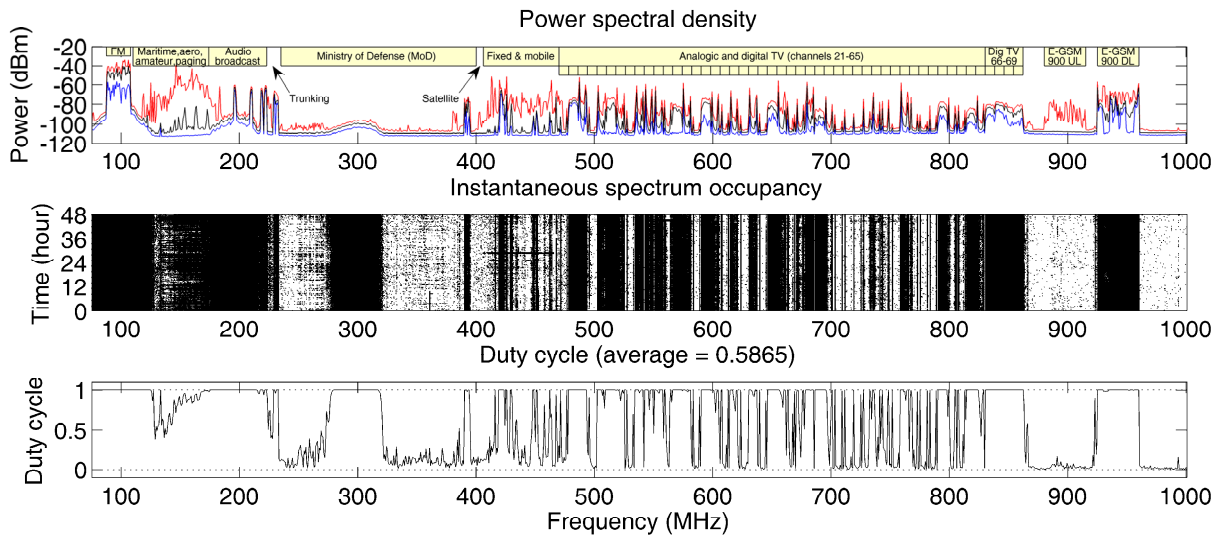 Power spectral density
FM
Maritime,aero,
amateur,paging
Audio
broadcast
Ministry of Defense (MoD)
Fixed & mobile
Analogic and digital TV (channels 21-65)
Dig TV
66-69
E-GSM
900 UL
E-GSM
900 DL
Trunking
Satellite
Power (dBm)
-20
-40
-60
-80
-100
-120
100 200 300 400 500 600 700 800 900 1000
Instantaneous spectrum occupancy
Time (hour)
48
36
24
12
0
100 200 300 400 500 600 700 800 900 1000
Duty cycle (average = 0.5865)
Duty cycle
1
0.5
0
100 200 300 400 500 600 700 800 900 1000
Frequency (MHz)